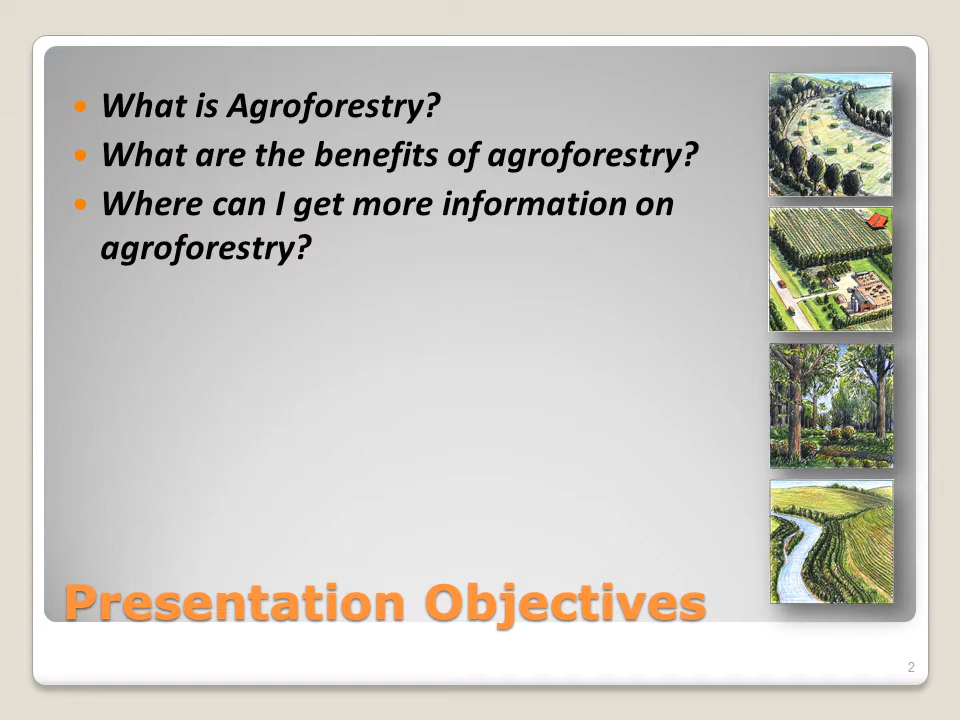 • What is Agroforestry?
• What are the benefits of agroforestry?
• Where can I get more information on
agroforestry?
Presentation Objectives
2